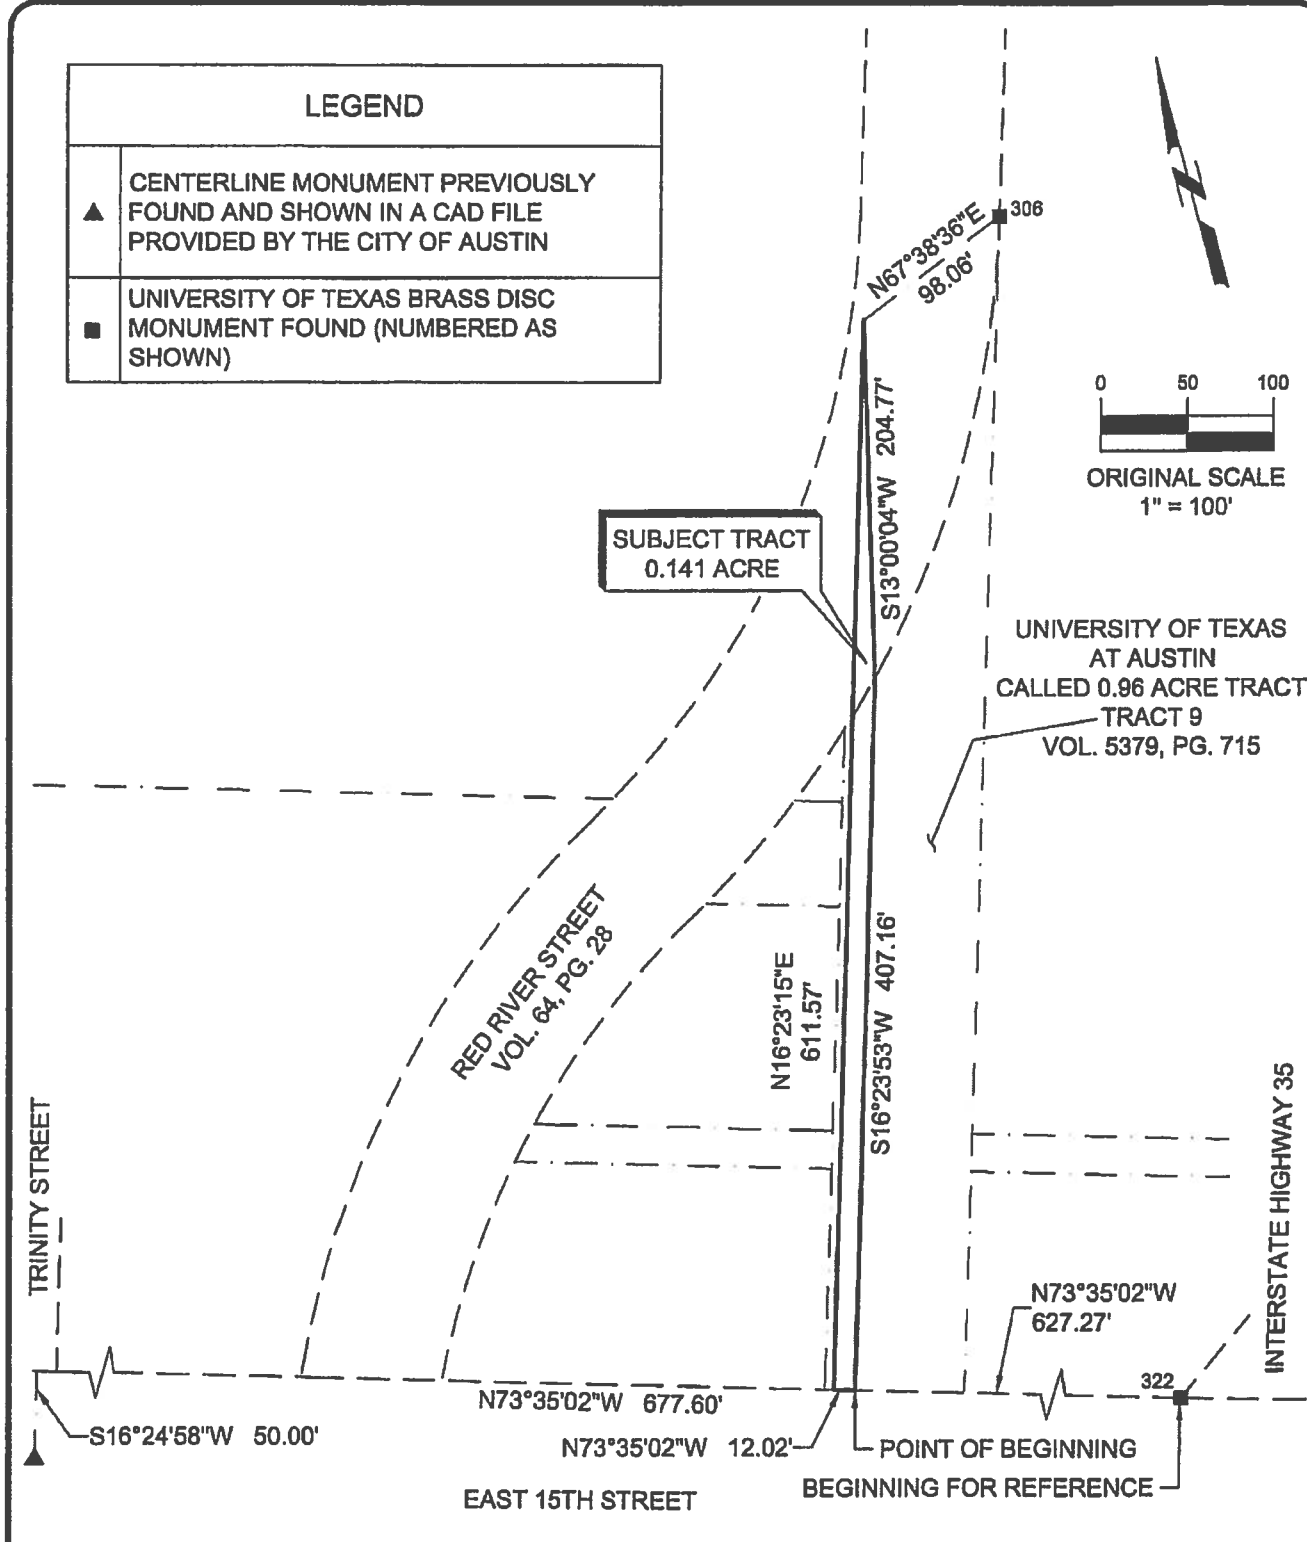 LEGEND
CENTERLINE MONUMENT PREVIOUSLY
FOUND AND SHOWN IN A CAD FILE
PROVIDED BY THE CITY OF AUSTIN
UNIVERSITY OF TEXAS BRASS DISC
MONUMENT FOUND (NUMBERED AS
SHOWN)
306
N67°38'36"E
98.06'
0 50 100
ORIGINAL SCALE
1" = 100'
S13°00'04"W 204.77'
SUBJECT TRACT
0.141 ACRE
UNIVERSITY OF TEXAS
AT AUSTIN
CALLED 0.96 ACRE TRACT
TRACT 9
VOL. 5379, PG. 715
RED RIVER STREET
VOL. 64, PG. 28
N16°23'15"E
611.57'
S16°23'53"W 407.16'
TRINITY STREET
INTERSTATE HIGHWAY 35
N73°35'02"W
627.27'
322
N73°35'02"W 677.60'
S16°24'58"W 50.00'
N73°35'02"W 12.02'
POINT OF BEGINNING
BEGINNING FOR REFERENCE
EAST 15TH STREET